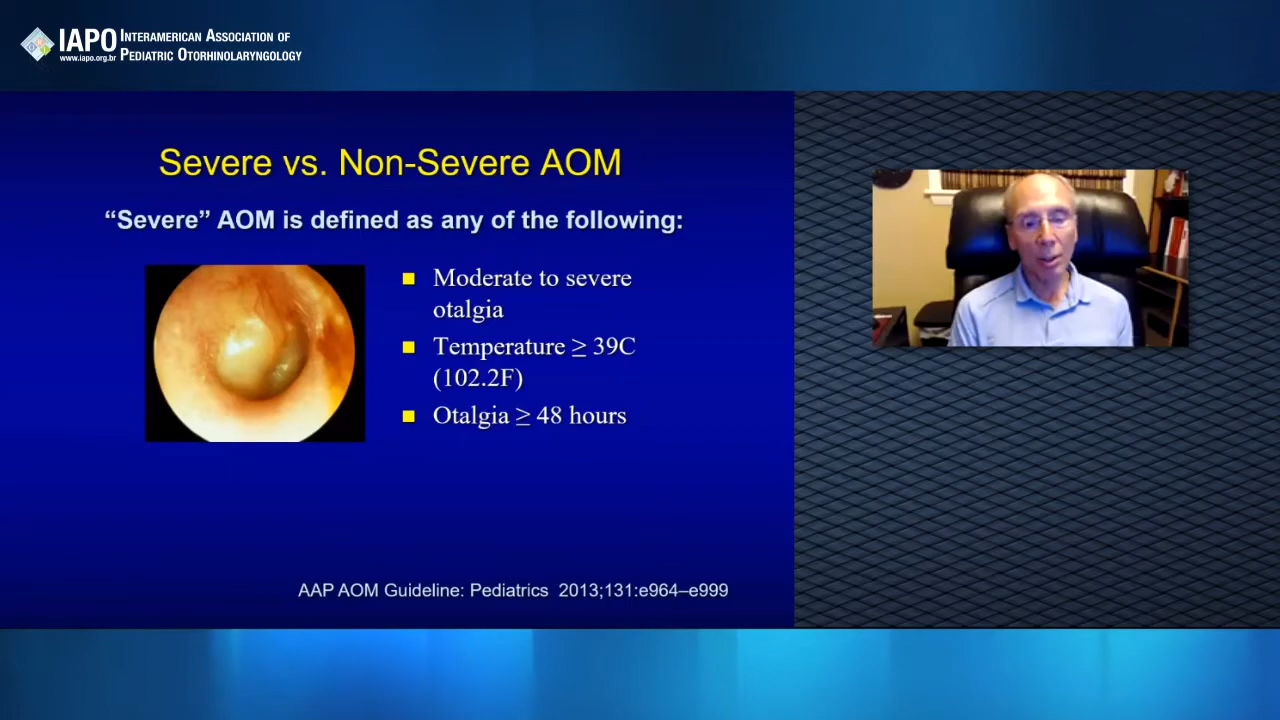 IAPO
INTERAMERICAN ASSOCIATION OF
PEDIATRIC OTORHINOLARYNGOLOGY
www.iapo.org.br
Severe vs. Non-Severe AOM
“Severe” AOM is defined as any of the following:
Moderate to severe
otalgia
Temperature ≥ 39C
(102.2F)
Otalgia ≥ 48 hours
AAP AOM Guideline: Pediatrics 2013;131:e964–e999